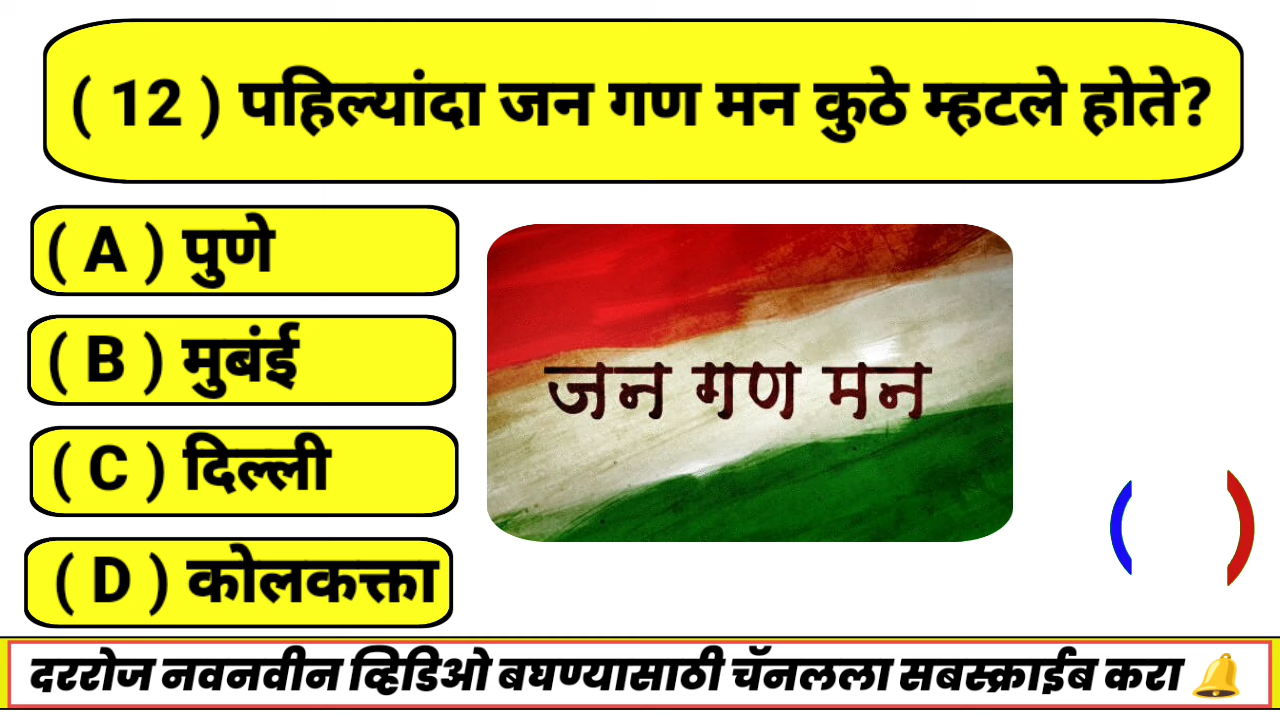 ( 12 ) पहिल्यांदा जन गण मन कुठे म्हटले होते?
( A ) पुणे
( B ) मुबंई
( C ) दिल्ली
( D ) कोलकत्ता
जन गण मन
दररोज नवनवीन व्हिडिओ बघण्यासाठी चॅनलला सबस्क्राईब करा 🔔